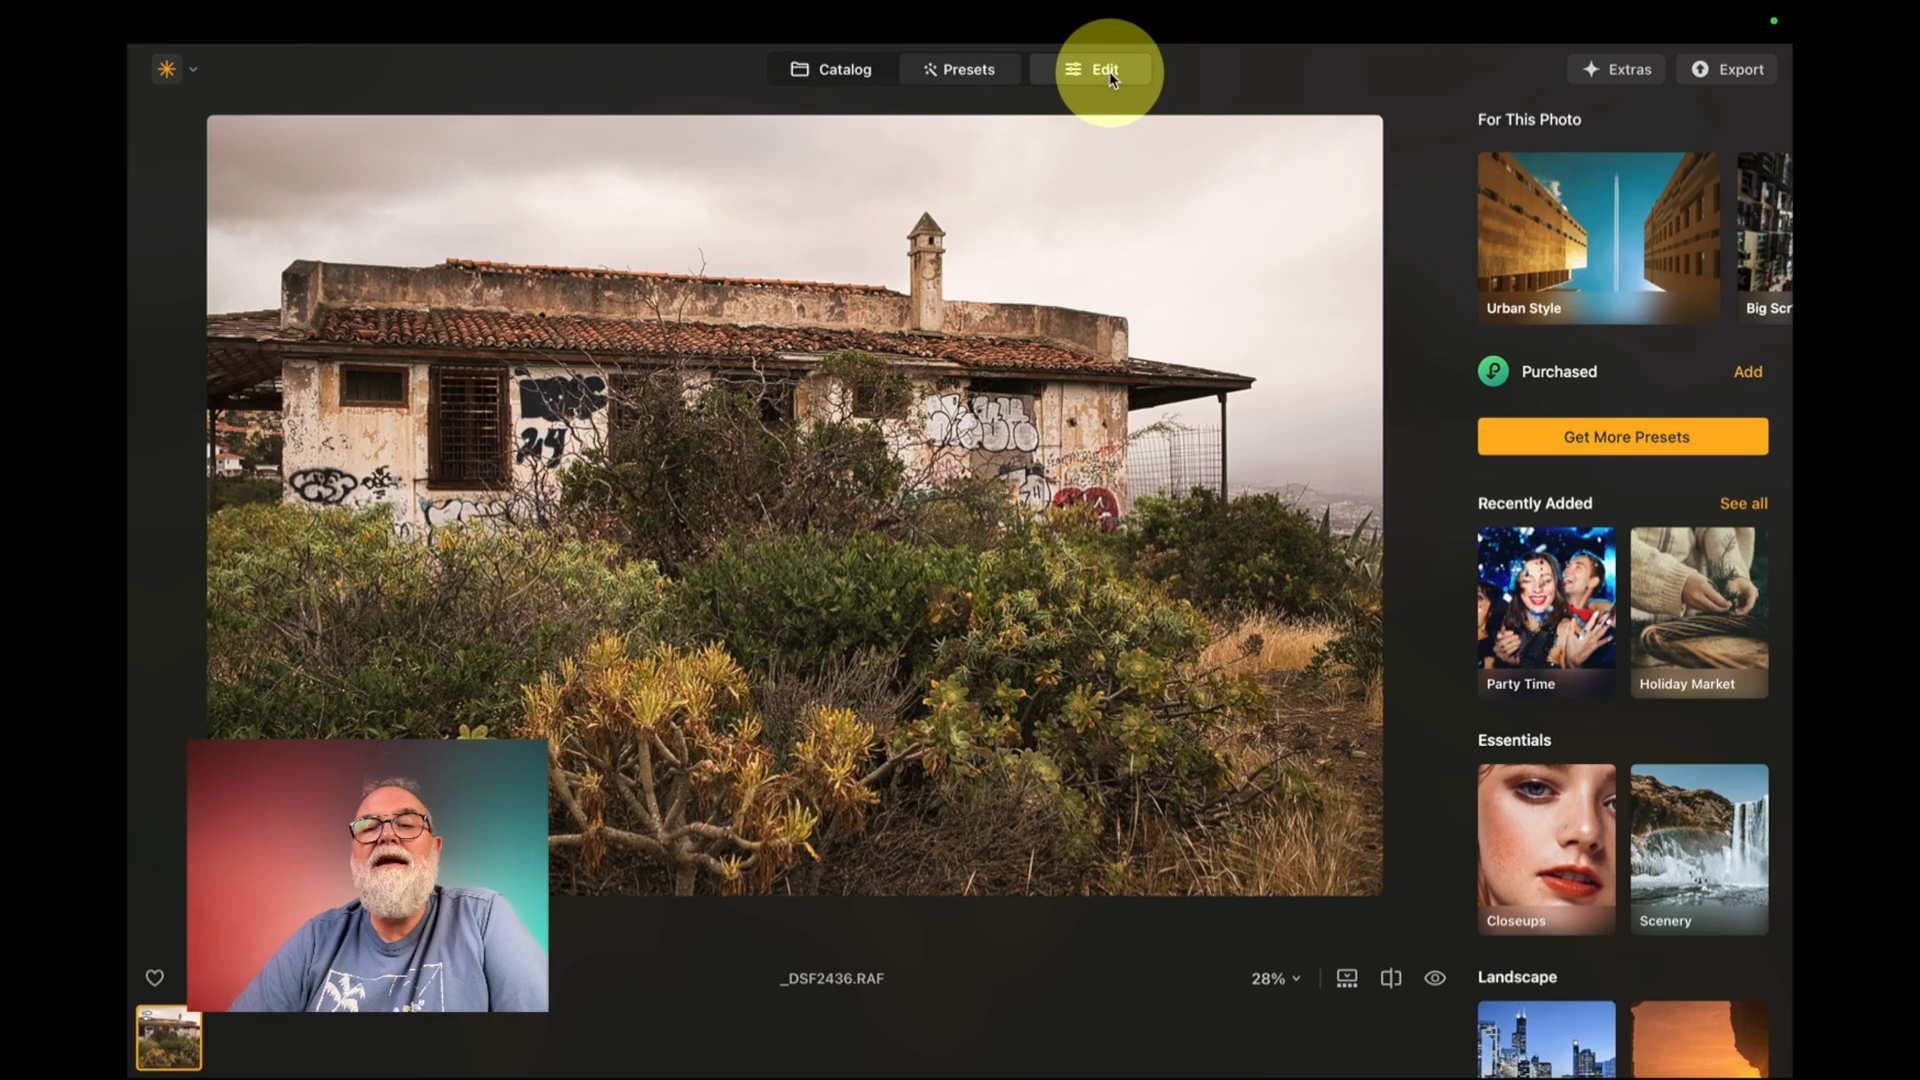 Catalog
Presets
Edit
Extras
Export
For This Photo
Urban Style
Big Scr
Purchased
Add
Get More Presets
Recently Added
See all
Party Time
Holiday Market
Essentials
Closeups
Scenery
_DSF2436.RAF
28%
Landscape
24